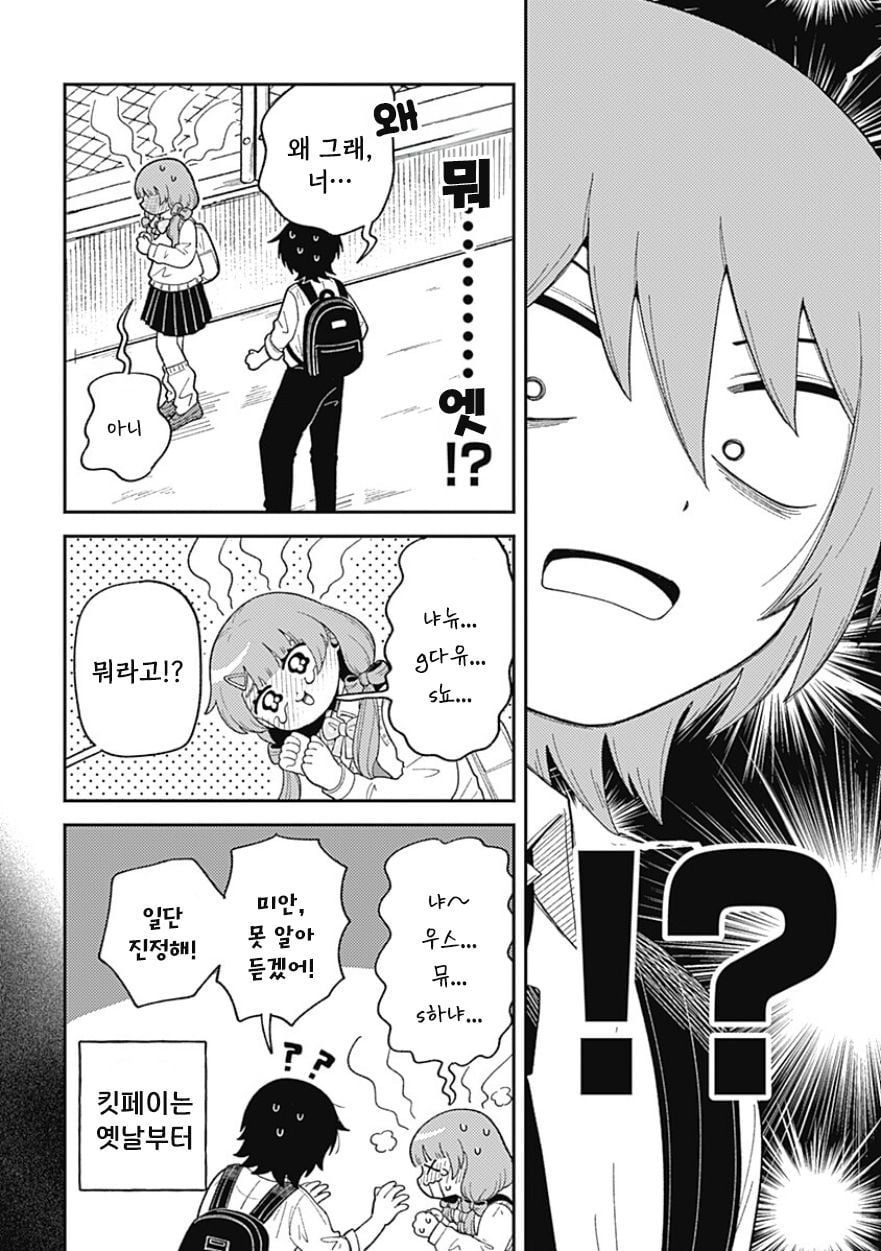 !?
왜
뭐………엣!?
왜 그래,
너…
아니
냐뉴...
g다유...
s뇨...
뭐라고!?
냐~
우스...
뮤...
s하냐...
미안,
못 알아
듣겠어!
일단
진정해!
??
킷페이는
옛날부터